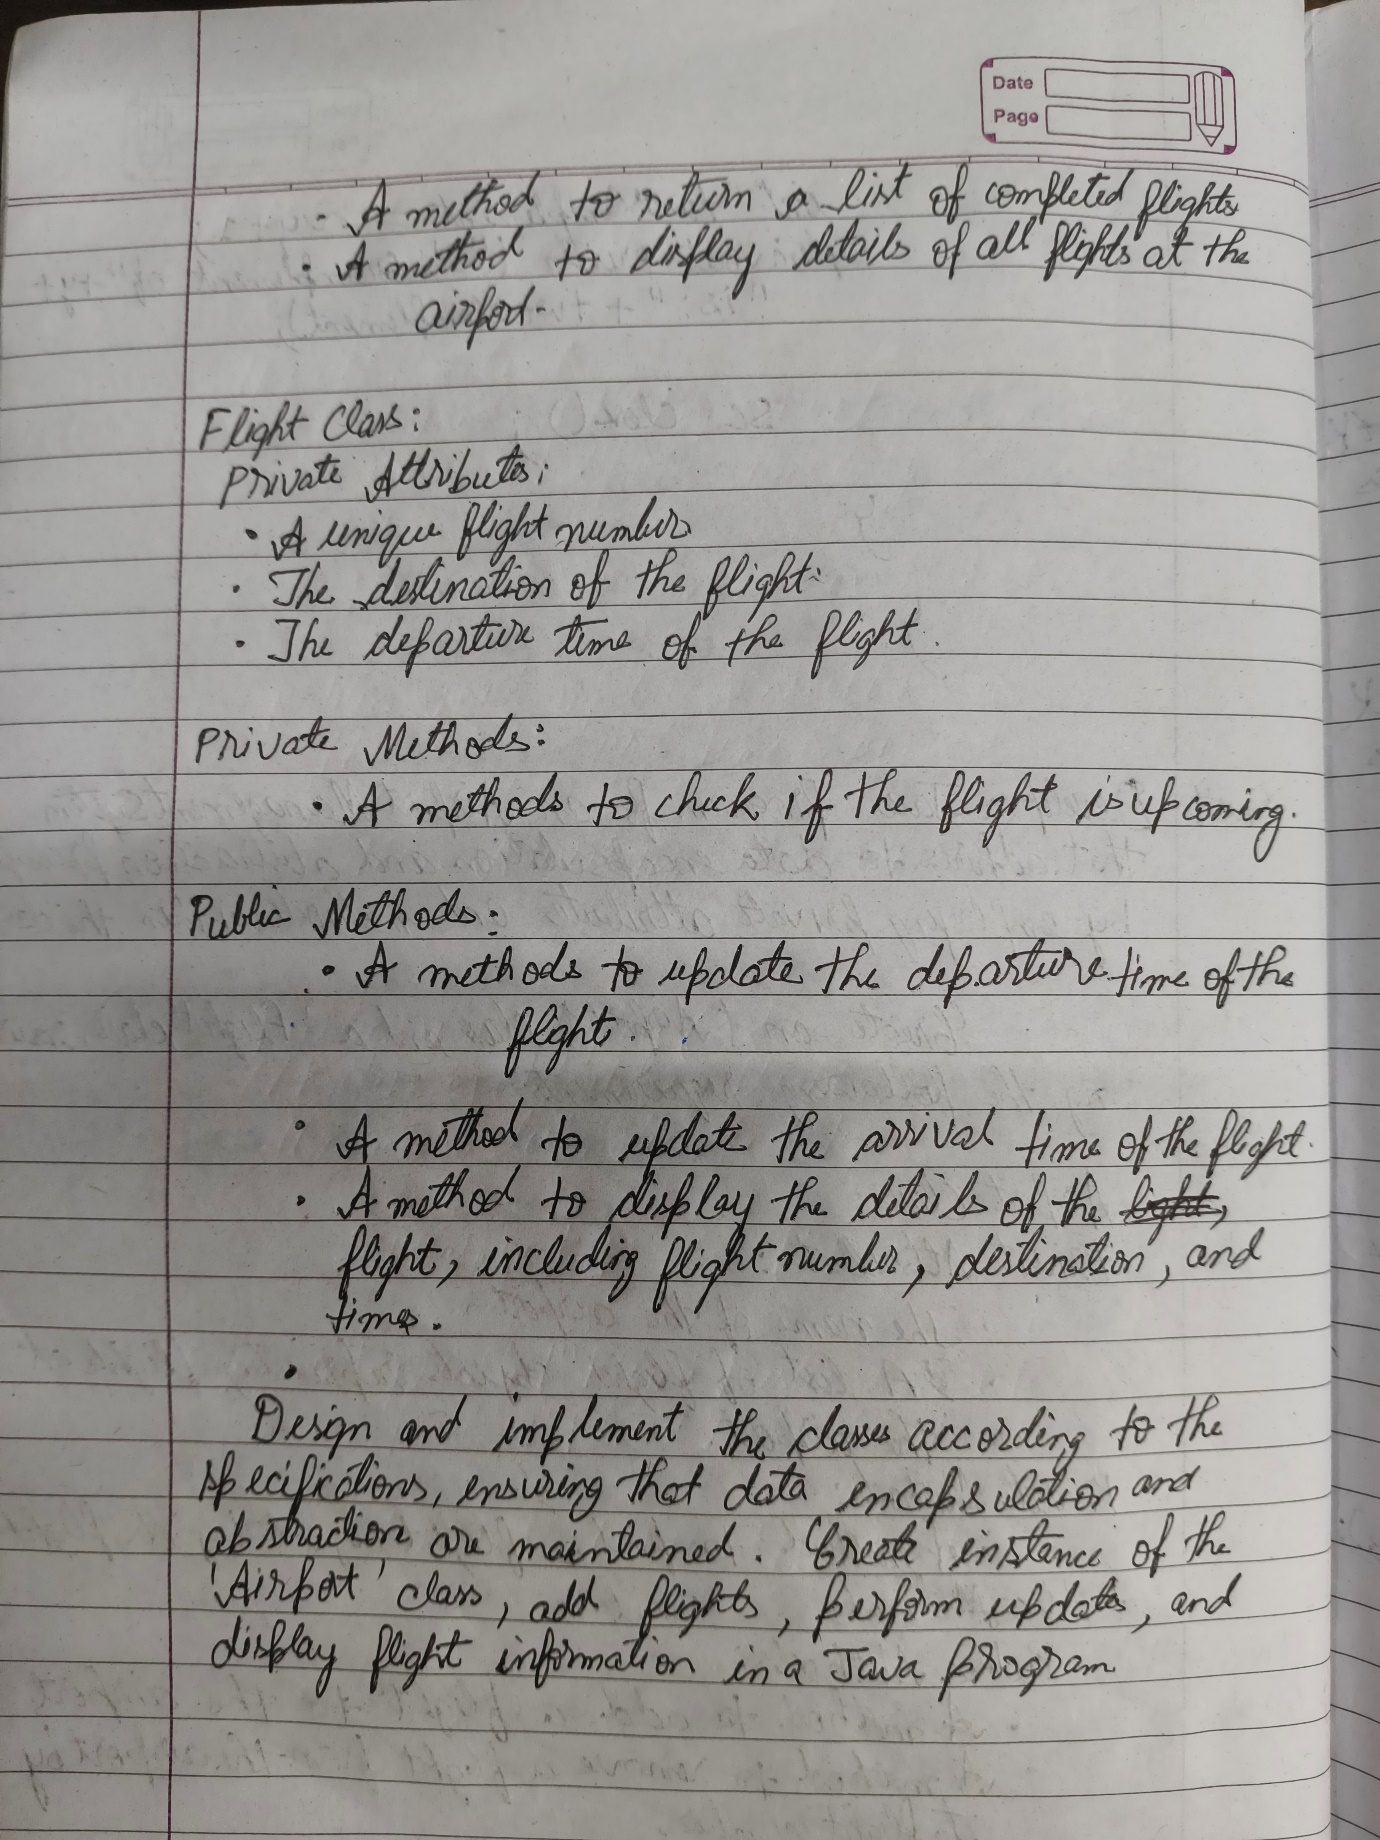 Date
Page
· A method to return a list of completed flights
· A method to display details of all flights at the
airport.
Flight Class:
Private Attributes:
· A unique flight number
· The destination of the flight.
· The departure time of the flight.
Private Methods:
· A methods to check if the flight is upcoming.
Public Methods:
· A methods to update the departure time of the
flight.
· A method to update the arrival time of the flight.
· A method to display the details of the light,
flight, including flight number, destination, and
times.
·
Design and implement the classes according to the
specifications, ensuring that data encapsulation and
abstraction are maintained. Create instance of the
'Airport' class, add flights, perform updates, and
display flight information in a Java program